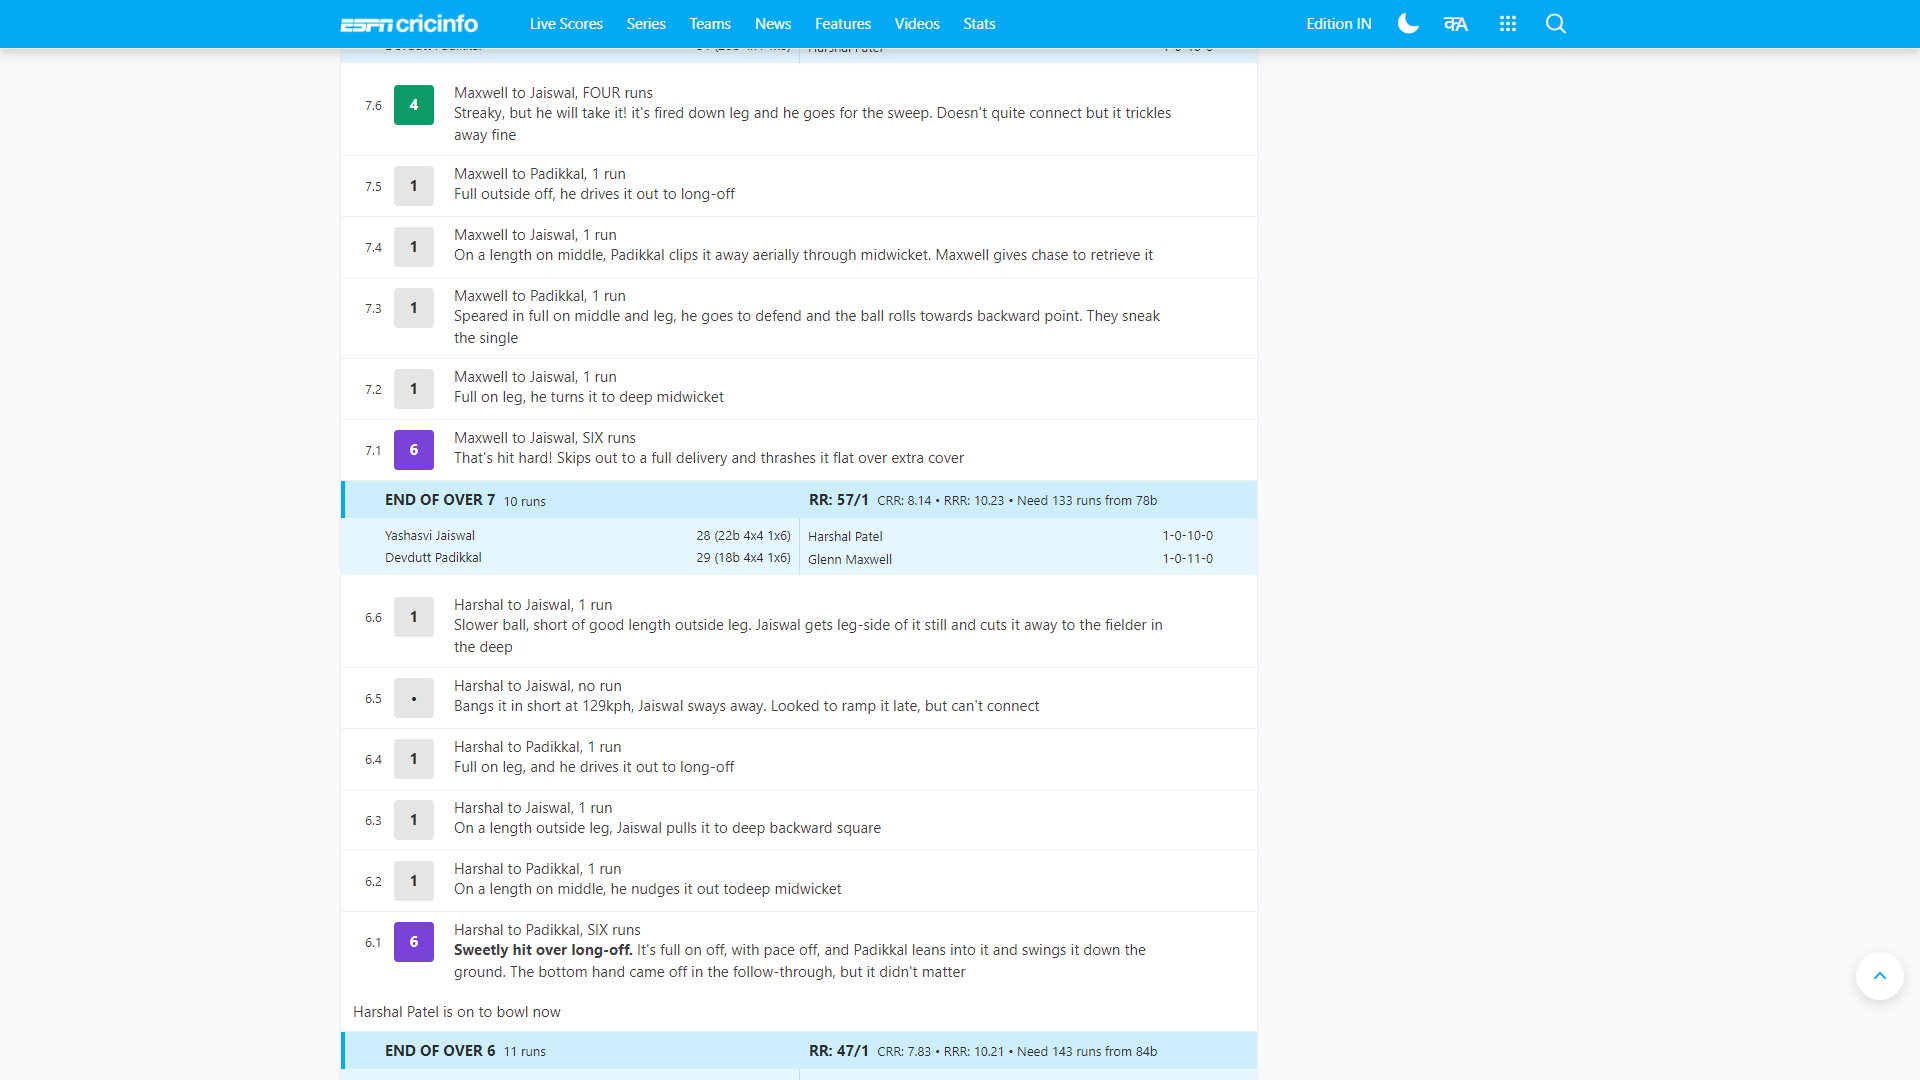 ESPN cricinfo Live Scores Series Teams News Features Videos Stats Edition IN कA
7.6 4 Maxwell to Jaiswal, FOUR runs
Streaky, but he will take it! it's fired down leg and he goes for the sweep. Doesn't quite connect but it trickles
away fine
7.5 1 Maxwell to Padikkal, 1 run
Full outside off, he drives it out to long-off
7.4 1 Maxwell to Jaiswal, 1 run
On a length on middle, Padikkal clips it away aerially through midwicket. Maxwell gives chase to retrieve it
7.3 1 Maxwell to Padikkal, 1 run
Speared in full on middle and leg, he goes to defend and the ball rolls towards backward point. They sneak
the single
7.2 1 Maxwell to Jaiswal, 1 run
Full on leg, he turns it to deep midwicket
7.1 6 Maxwell to Jaiswal, SIX runs
That's hit hard! Skips out to a full delivery and thrashes it flat over extra cover
END OF OVER 7 10 runs RR: 57/1 CRR: 8.14 • RRR: 10.23 • Need 133 runs from 78b
Yashasvi Jaiswal 28 (22b 4x4 1x6) Harshal Patel 1-0-10-0
Devdutt Padikkal 29 (18b 4x4 1x6) Glenn Maxwell 1-0-11-0
6.6 1 Harshal to Jaiswal, 1 run
Slower ball, short of good length outside leg. Jaiswal gets leg-side of it still and cuts it away to the fielder in
the deep
6.5 • Harshal to Jaiswal, no run
Bangs it in short at 129kph, Jaiswal sways away. Looked to ramp it late, but can't connect
6.4 1 Harshal to Padikkal, 1 run
Full on leg, and he drives it out to long-off
6.3 1 Harshal to Jaiswal, 1 run
On a length outside leg, Jaiswal pulls it to deep backward square
6.2 1 Harshal to Padikkal, 1 run
On a length on middle, he nudges it out todeep midwicket
6.1 6 Harshal to Padikkal, SIX runs
Sweetly hit over long-off. It's full on off, with pace off, and Padikkal leans into it and swings it down the
ground. The bottom hand came off in the follow-through, but it didn't matter
Harshal Patel is on to bowl now
END OF OVER 6 11 runs RR: 47/1 CRR: 7.83 • RRR: 10.21 • Need 143 runs from 84b